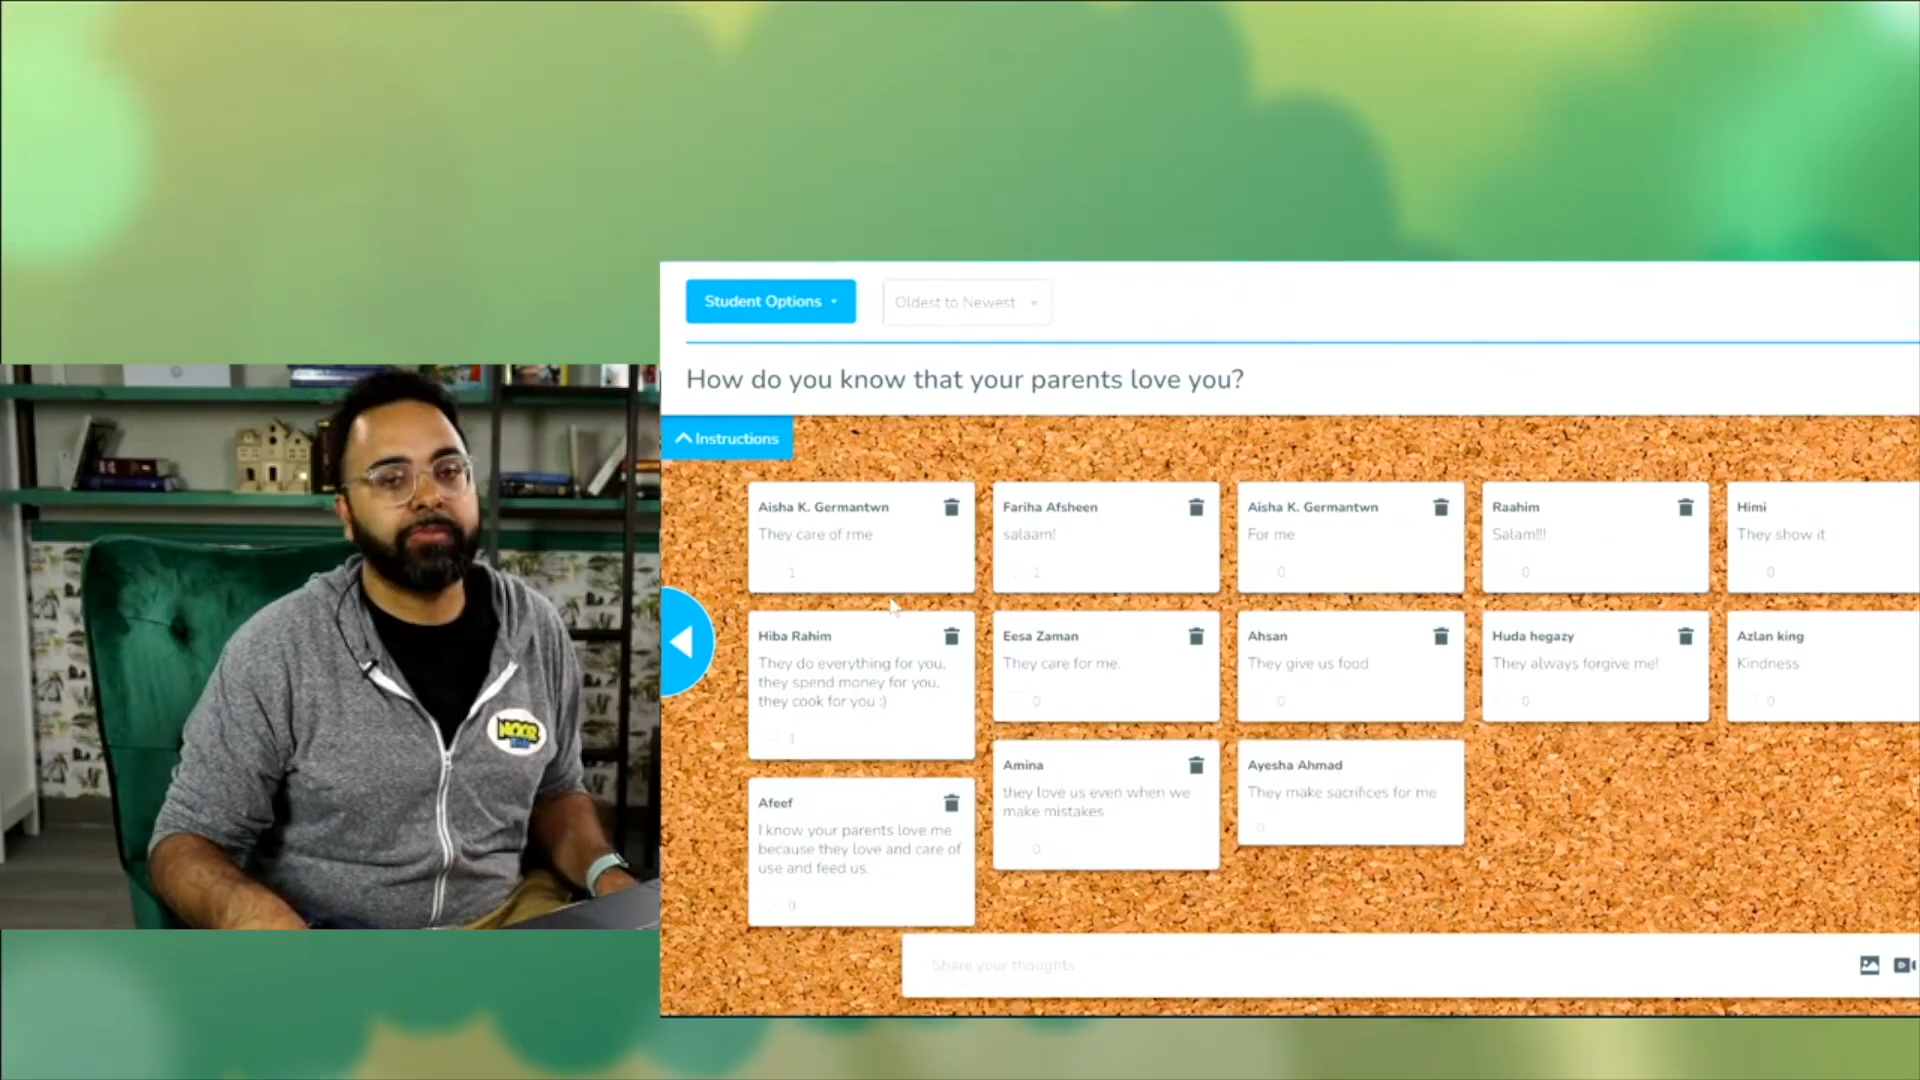 Student Options
Oldest to Newest
How do you know that your parents love you?
Instructions
Aisha K. Germantwn
They care of rme
1
Fariha Afsheen
salaam!
1
Aisha K. Germantwn
For me
0
Raahim
Salam!!!
0
Himi
They show it
0
Hiba Rahim
They do everything for you,
they spend money for you,
they cook for you :)
1
Eesa Zaman
They care for me.
0
Ahsan
They give us food
0
Huda hegazy
They always forgive me!
0
Azlan king
Kindness
0
Afeef
I know your parents love me
because they love and care of
use and feed us.
0
Amina
they love us even when we
make mistakes
0
Ayesha Ahmad
They make sacrifices for me
0
Share your thoughts
NOOR